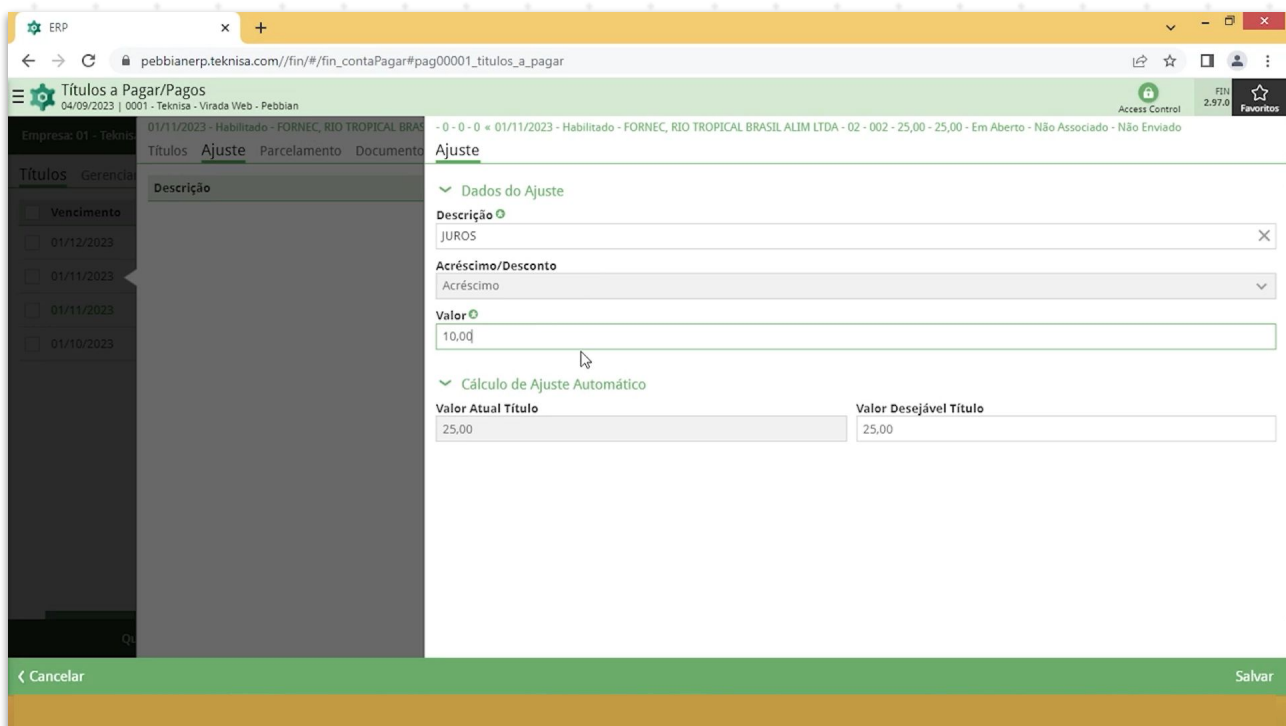 ERP
pebbianerp.teknisa.com//fin/#/fin_contaPagar#pag00001_titulos_a_pagar
Títulos a Pagar/Pagos
04/09/2023 | 0001 - Teknisa - Virada Web - Pebbian
Access Control
FIN
2.97.0
Favoritos
Empresa: 01 - Teknis
01/11/2023 - Habilitado - FORNEC, RIO TROPICAL BRAS
- 0 - 0 - 0 « 01/11/2023 - Habilitado - FORNEC, RIO TROPICAL BRASIL ALIM LTDA - 02 - 002 - 25,00 - 25,00 - Em Aberto - Não Associado - Não Enviado
Títulos Ajuste Parcelamento Documento
Ajuste
Títulos Gerencia
Descrição
Vencimento
01/12/2023
01/11/2023
01/11/2023
01/10/2023
Qu
Dados do Ajuste
Descrição
JUROS
Acréscimo/Desconto
Acréscimo
Valor
10,00
Cálculo de Ajuste Automático
Valor Atual Título
25,00
Valor Desejável Título
25,00
Cancelar
Salvar